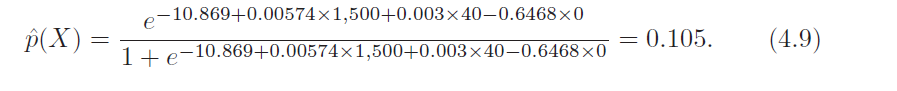 p̂(X) = e^{−10.869+0.00574×1,500+0.003×40−0.6468×0} / (1 + e^{−10.869+0.00574×1,500+0.003×40−0.6468×0}) = 0.105. (4.9)